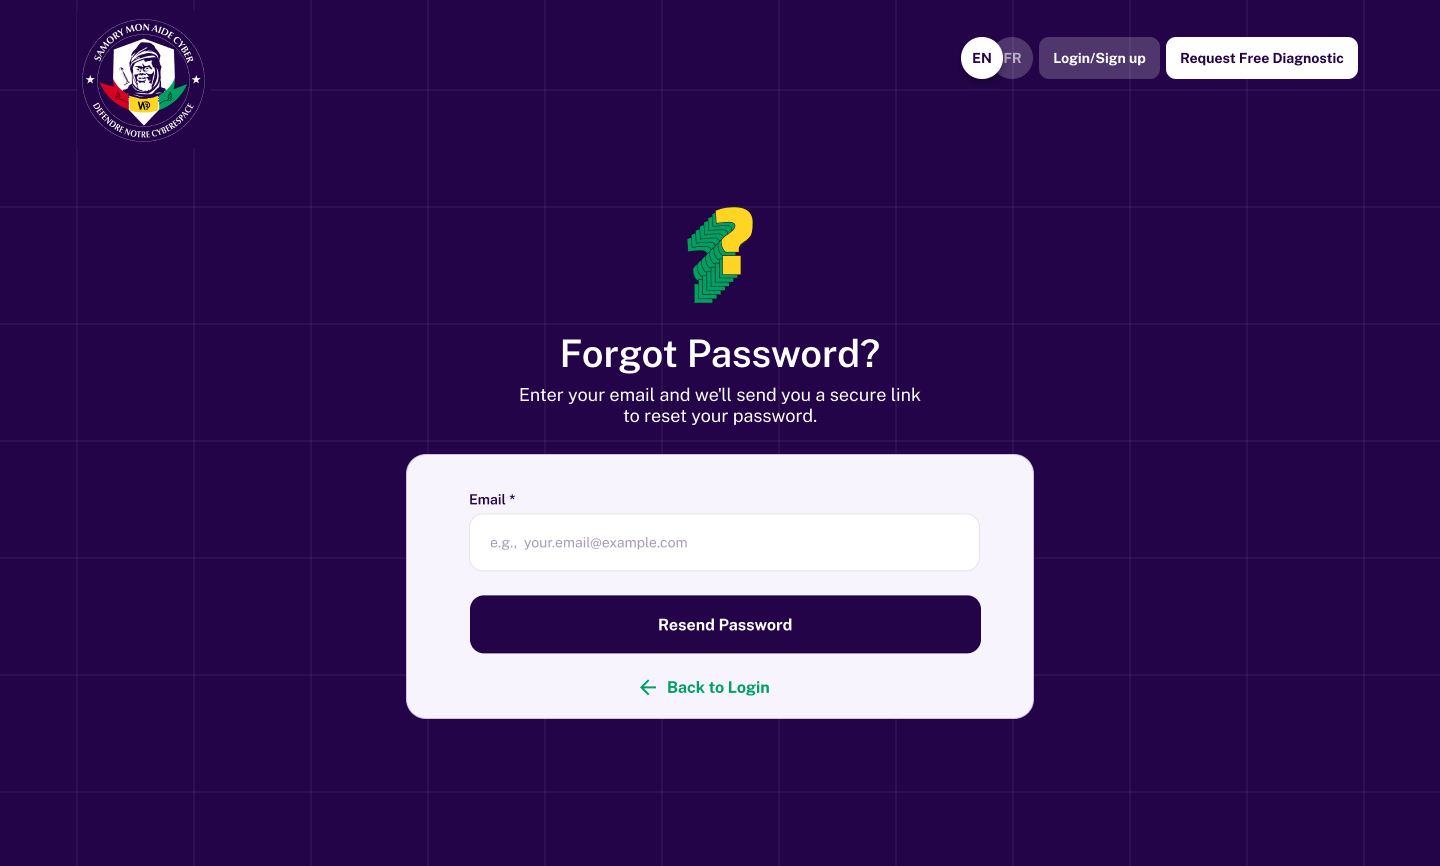 SAMORY MON AIDE CYBER
DEFENDRE NOTRE CYBERESPACE
EN
FR
Login/Sign up
Request Free Diagnostic
?
Forgot Password?
Enter your email and we'll send you a secure link
to reset your password.
Email *
e.g., your.email@example.com
Resend Password
Back to Login